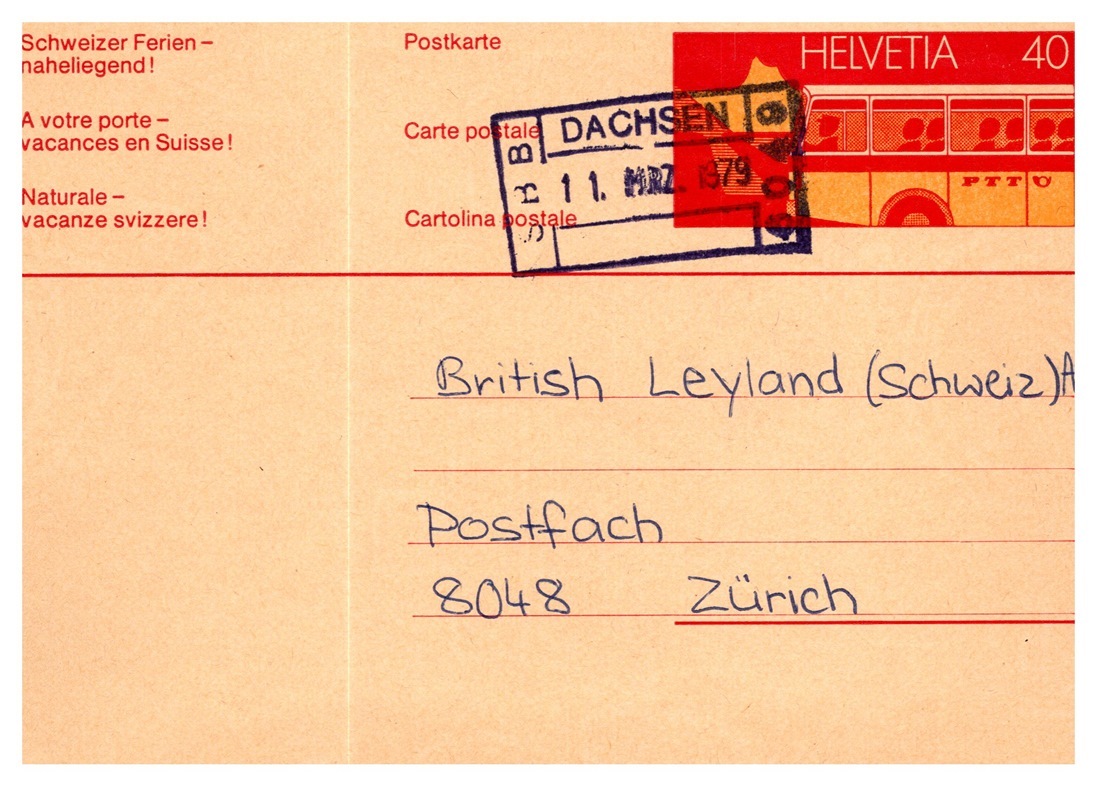 Schweizer Ferien –
naheliegend!
A votre porte –
vacances en Suisse!
Naturale –
vacanze svizzere!
Postkarte
Carte postale
Cartolina postale
HELVETIA 40
PTT
SBB
DACHSEN
11. MRZ. 1979
British Leyland (Schweiz) A
Postfach
8048 Zürich